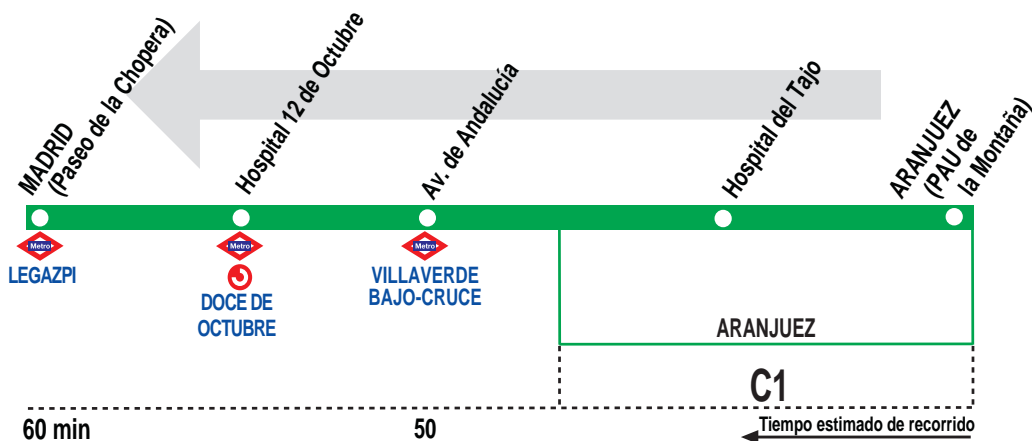 MADRID
(Paseo de la Chopera)
Hospital 12 de Octubre
Av. de Andalucía
Hospital del Tajo
ARANJUEZ
(PAU de
la Montaña)
Metro
LEGAZPI
Metro
DOCE DE
OCTUBRE
Metro
VILLAVERDE
BAJO-CRUCE
ARANJUEZ
C1
60 min
50
Tiempo estimado de recorrido